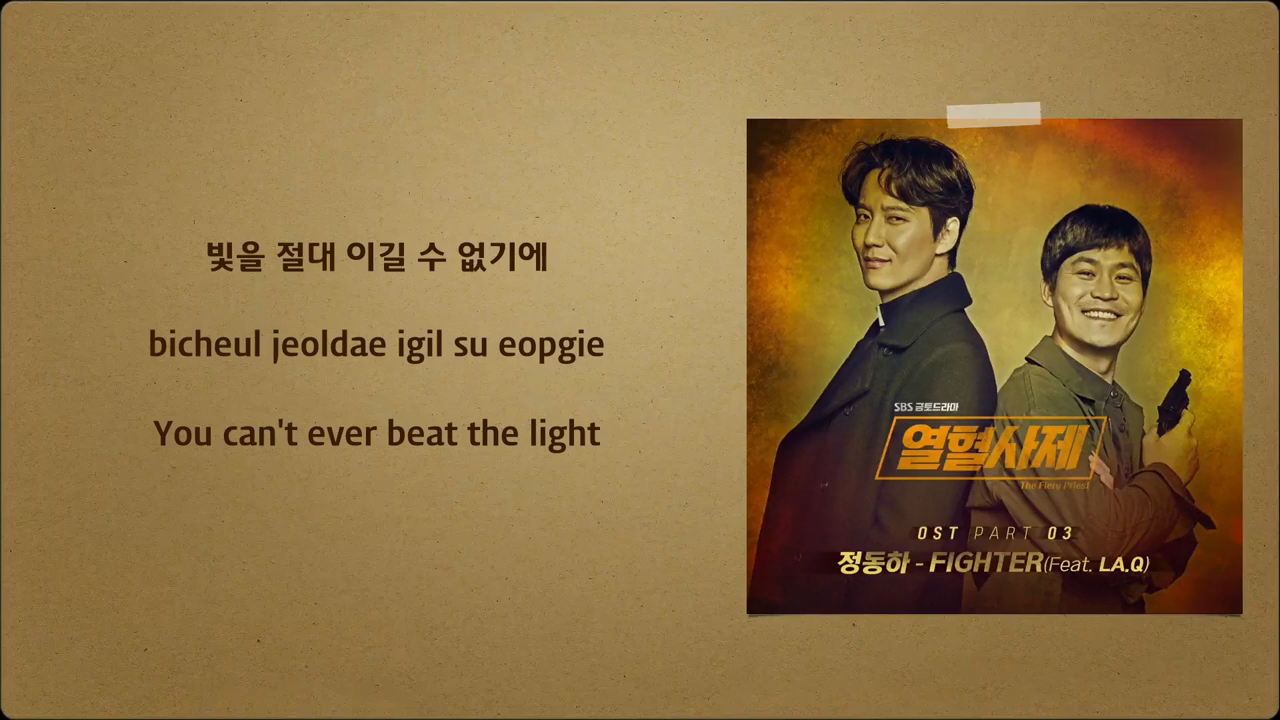 빛을 절대 이길 수 없기에
bicheul jeoldae igil su eopgie
You can't ever beat the light
SBS 금토드라마
열혈사제
The Fiery Priest
OST PART 03
정동하 - FIGHTER(Feat. LA.Q)